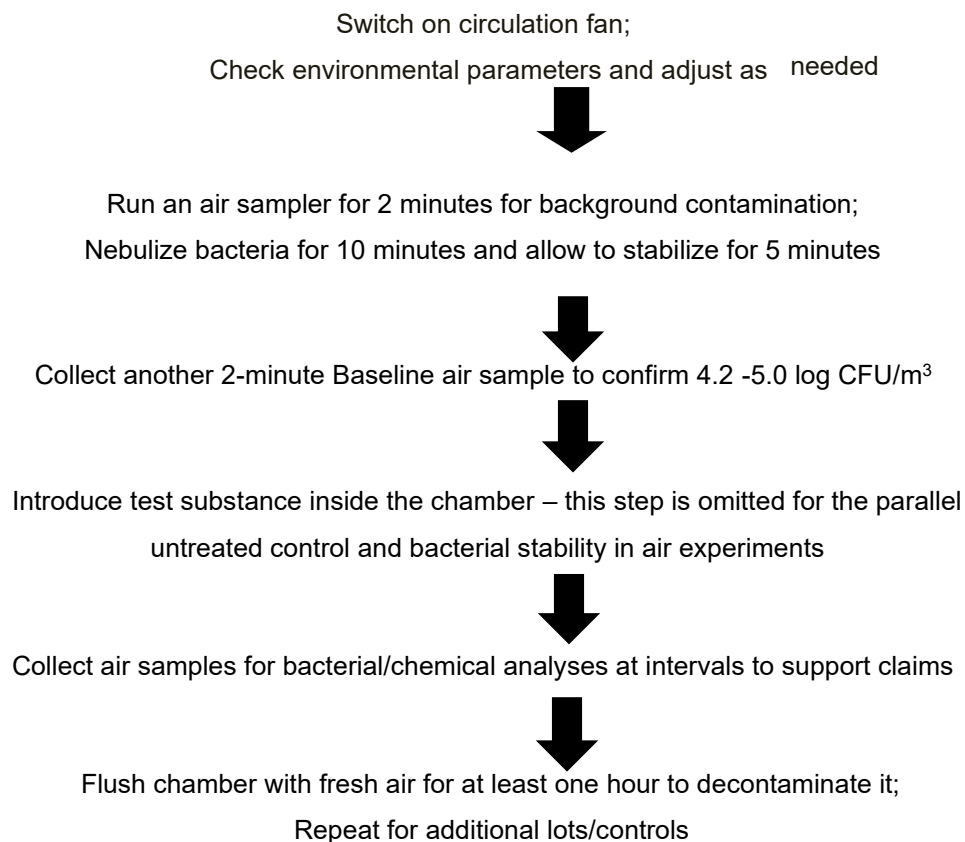 Switch on circulation fan;
Check environmental parameters and adjust as needed
Run an air sampler for 2 minutes for background contamination;
Nebulize bacteria for 10 minutes and allow to stabilize for 5 minutes
Collect another 2-minute Baseline air sample to confirm 4.2 -5.0 log CFU/m³
Introduce test substance inside the chamber – this step is omitted for the parallel
untreated control and bacterial stability in air experiments
Collect air samples for bacterial/chemical analyses at intervals to support claims
Flush chamber with fresh air for at least one hour to decontaminate it;
Repeat for additional lots/controls